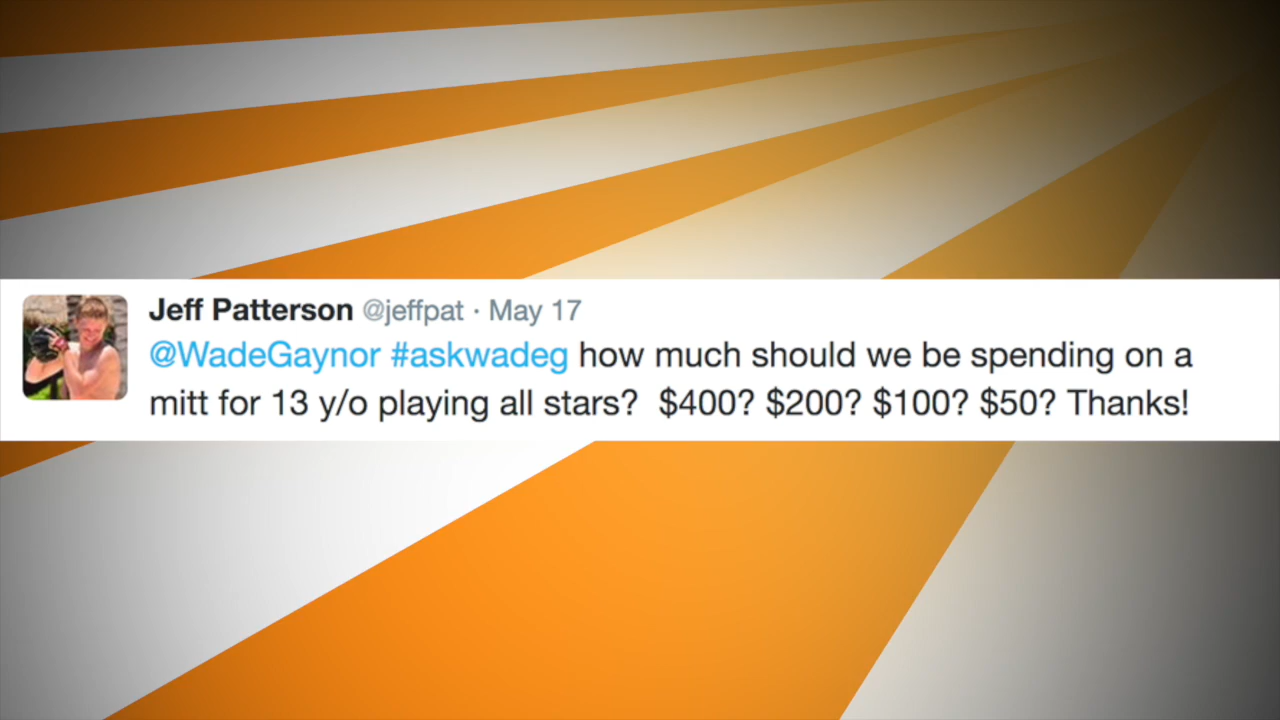 Jeff Patterson @jeffpat · May 17
@WadeGaynor #askwadeg how much should we be spending on a
mitt for 13 y/o playing all stars?  $400? $200? $100? $50? Thanks!